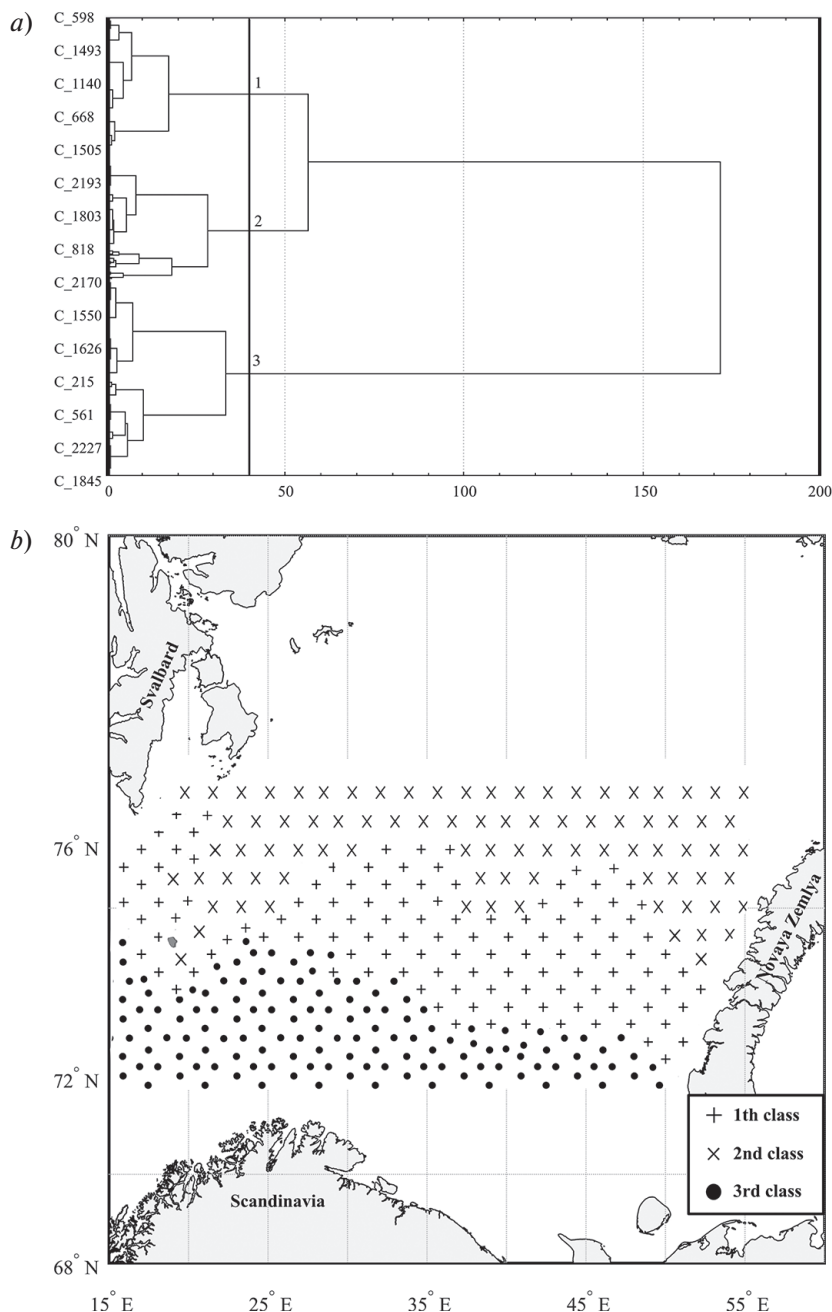 a)
C_598
C_1493
C_1140
C_668
C_1505
C_2193
C_1803
C_818
C_2170
C_1550
C_1626
C_215
C_561
C_2227
C_1845
1
2
3
0 50 100 150 200
b)
80° N
76° N
72° N
68° N
Svalbard
Novaya Zemlya
Scandinavia
1th class
2nd class
3rd class
15° E 25° E 35° E 45° E 55° E